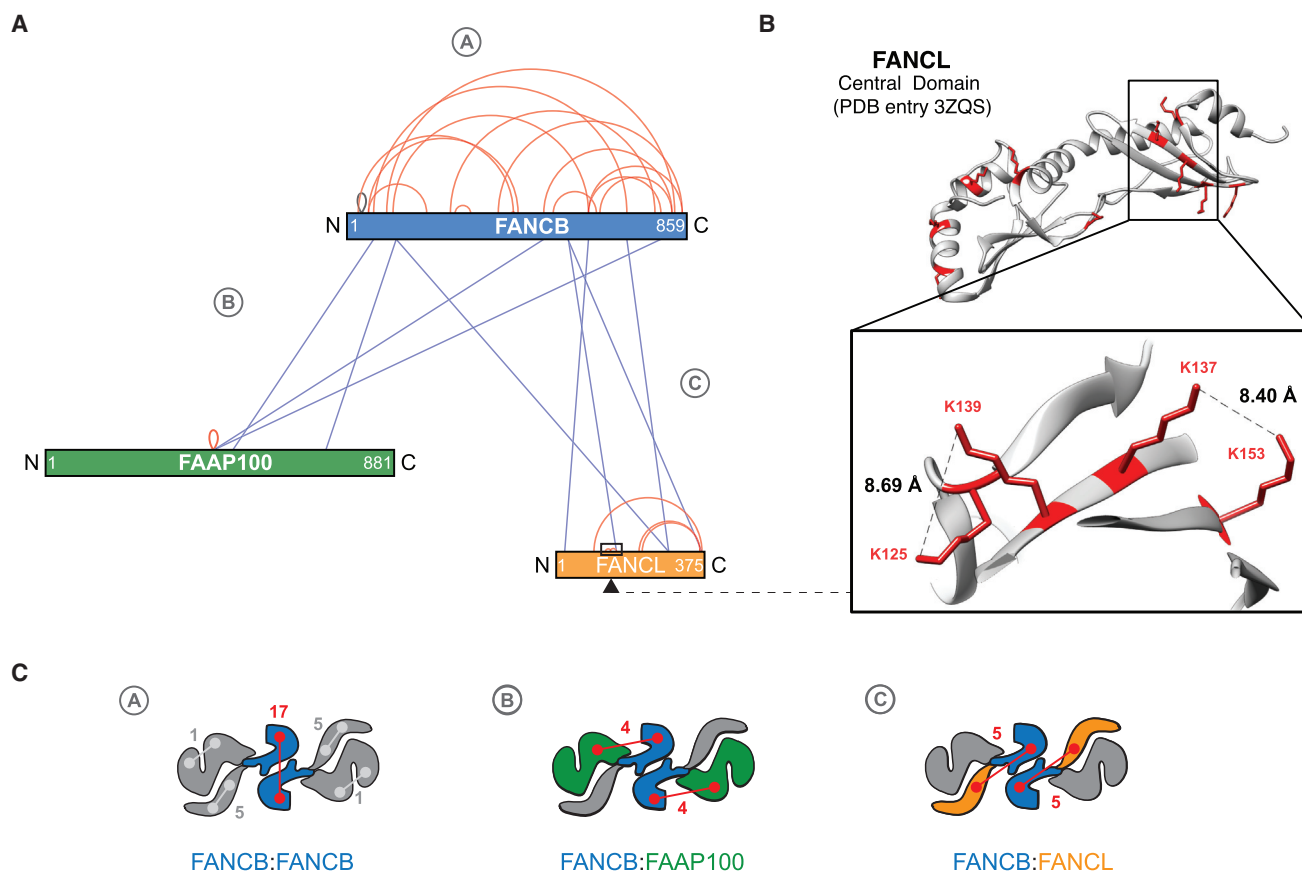 A
A
N
1
FANCB
859
C
B
C
N
1
FAAP100
881
C
N
1
FANCL
375
C
B
FANCL
Central Domain
(PDB entry 3ZQS)
K137
8.40 Å
K139
K153
8.69 Å
K125
C
A
17
5
1
5
1
FANCB:FANCB
B
4
4
FANCB:FAAP100
C
5
5
FANCB:FANCL